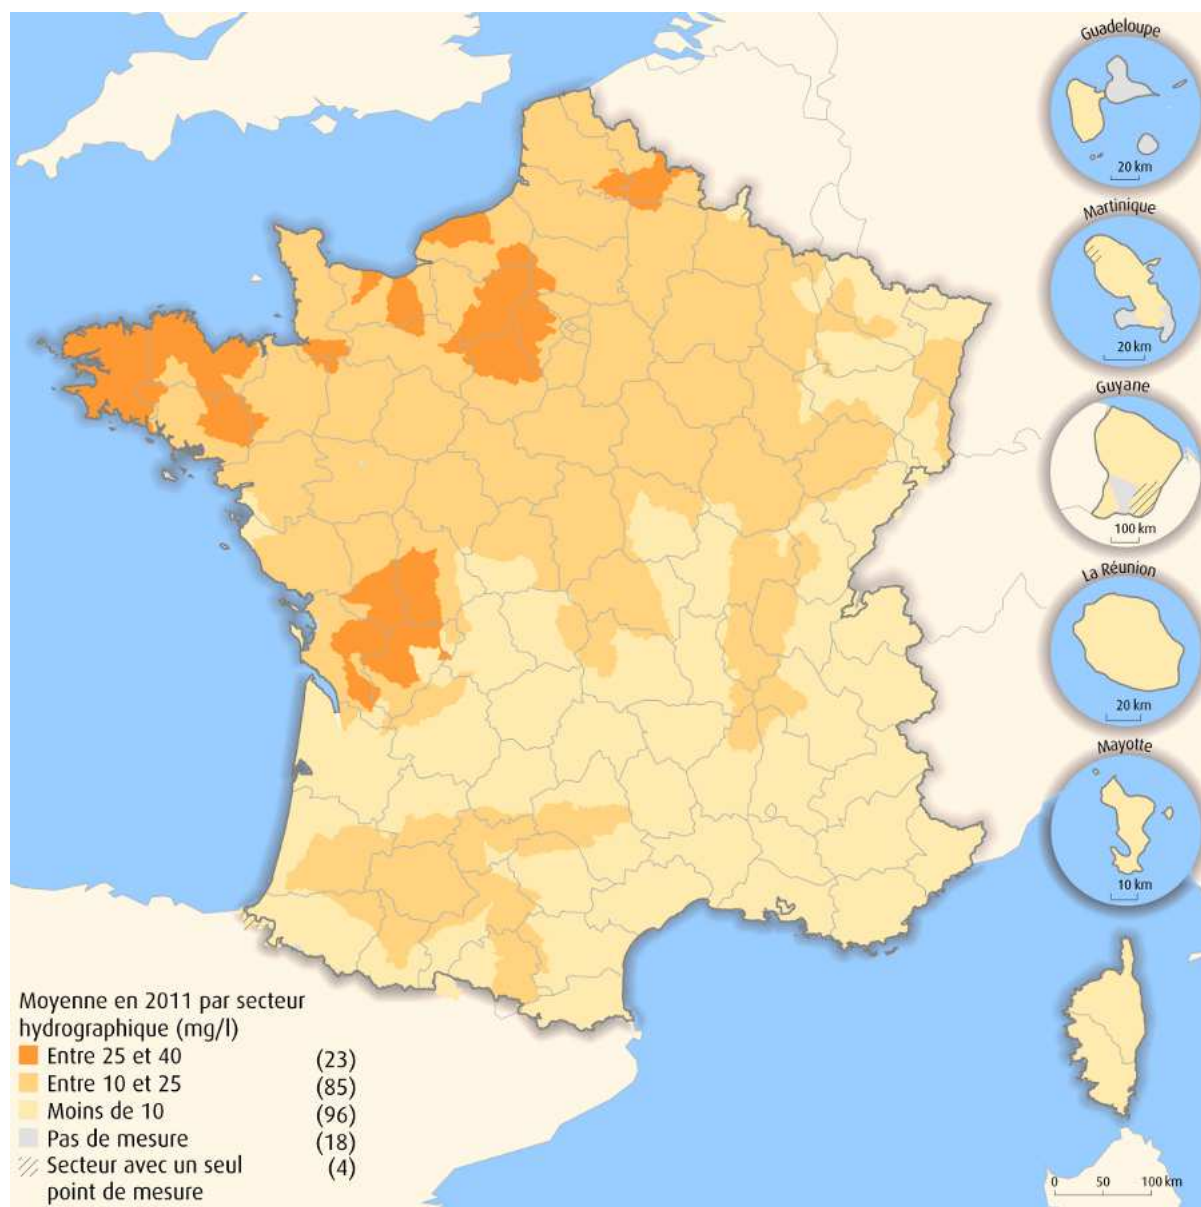 Guadeloupe
20 km
Martinique
20 km
Guyane
100 km
La Réunion
20 km
Mayotte
10 km
Moyenne en 2011 par secteur
hydrographique (mg/l)
Entre 25 et 40 (23)
Entre 10 et 25 (85)
Moins de 10 (96)
Pas de mesure (18)
Secteur avec un seul (4)
point de mesure
0 50 100 km